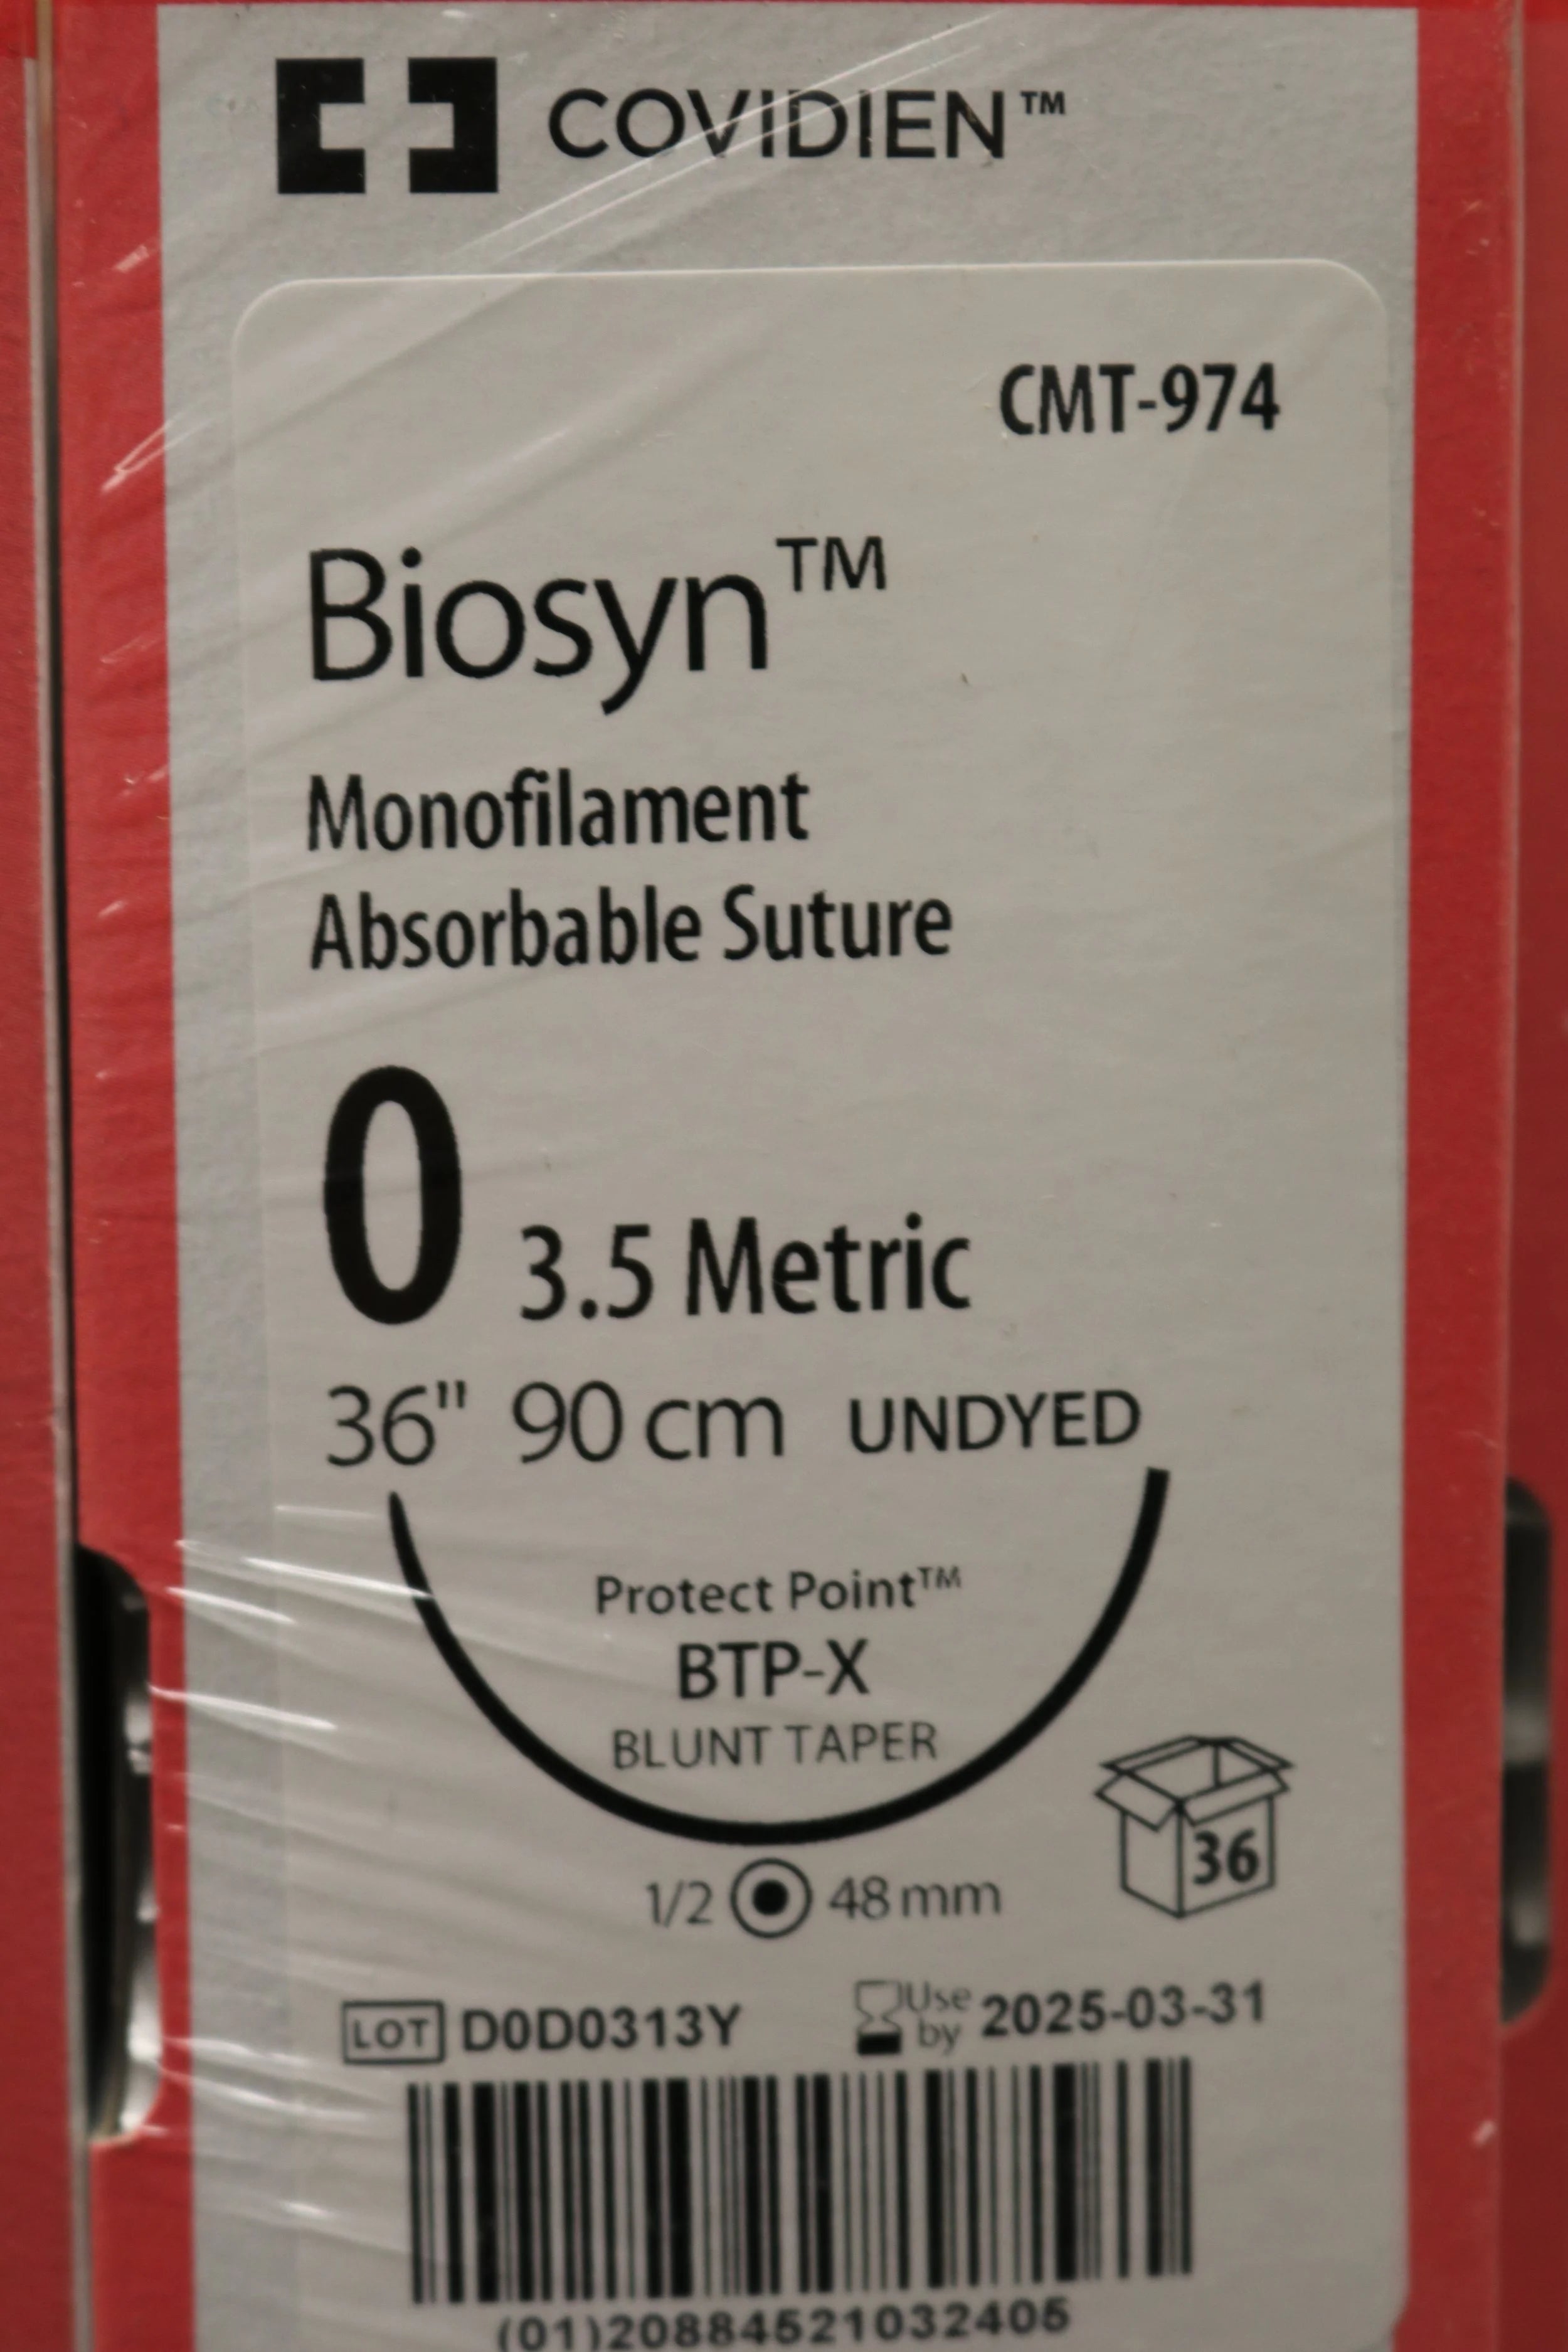 COVIDIEN™
CMT-974
Biosyn™
Monofilament
Absorbable Suture
0 3.5 Metric
36" 90 cm UNDYED
Protect Point™
BTP-X
BLUNT TAPER
36
1/2 48 mm
LOT D0D0313Y Use by 2025-03-31
(01)20884521032405